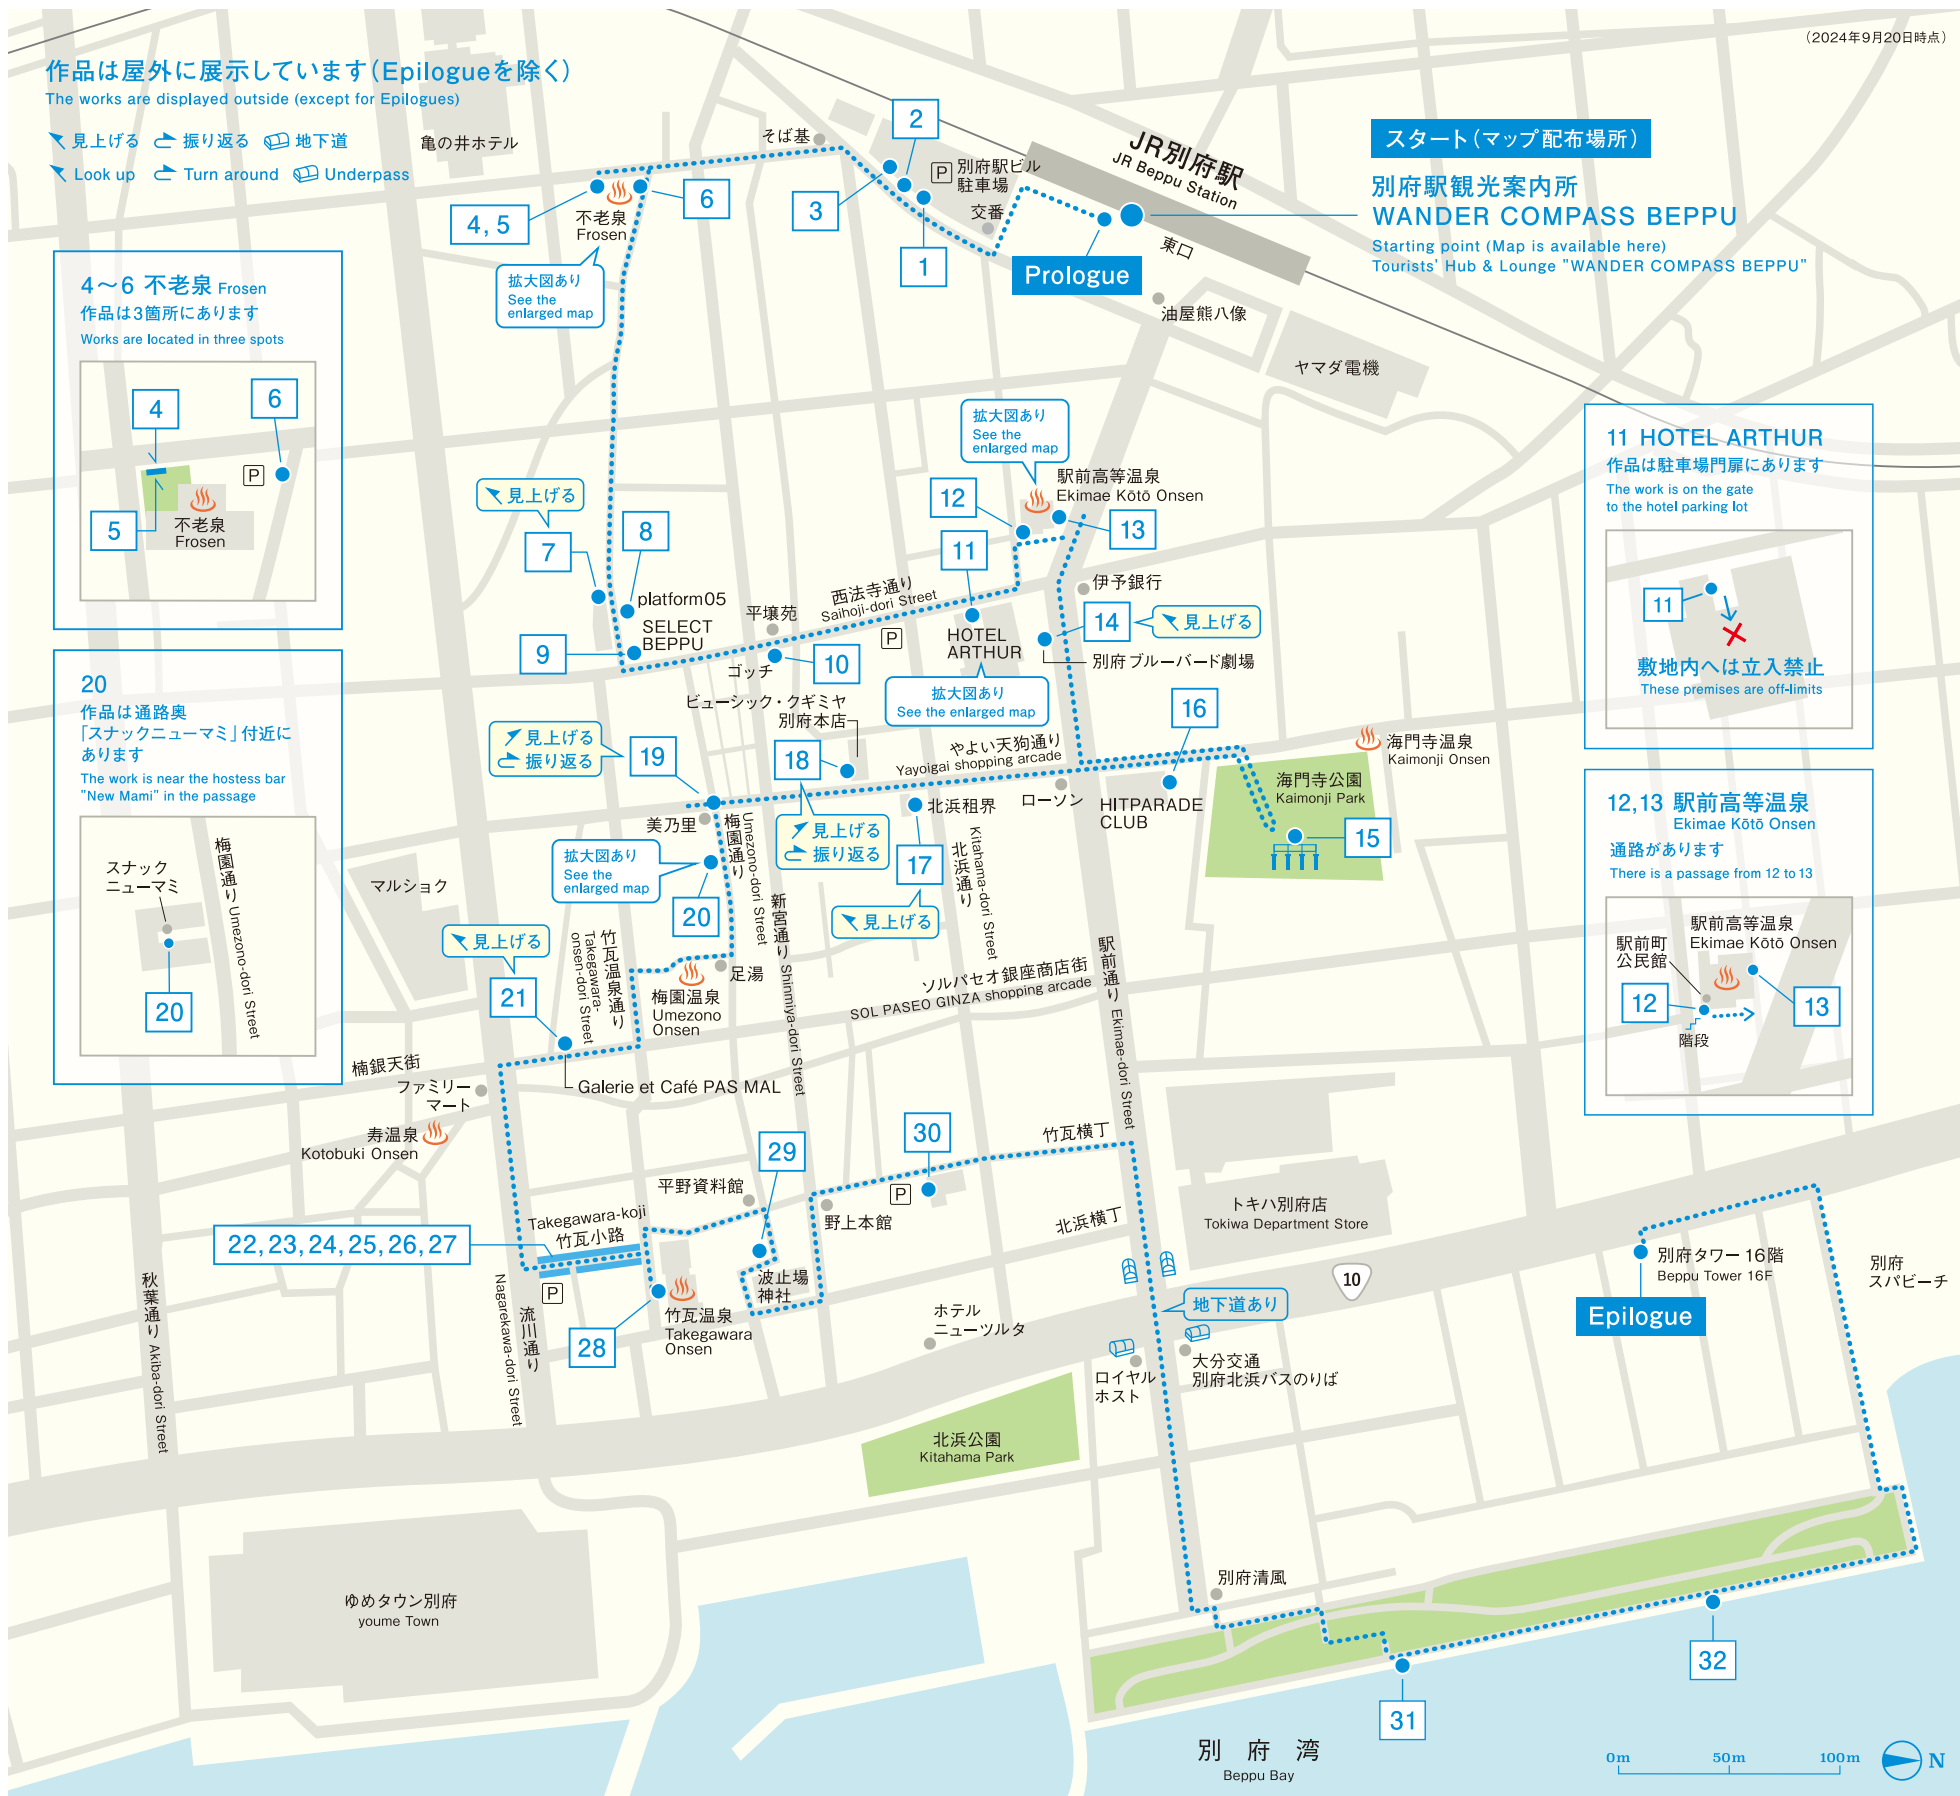 (2024年9月20日時点)
作品は屋外に展示しています(Epilogueを除く)
The works are displayed outside (except for Epilogues)
見上げる 振り返る 地下道
Look up Turn around Underpass
亀の井ホテル
そば基
2
P 別府駅ビル
駐車場
交番
3
1
JR別府駅
JR Beppu Station
東口
Prologue
スタート(マップ配布場所)
別府駅観光案内所
WANDER COMPASS BEPPU
Starting point (Map is available here)
Tourists' Hub & Lounge "WANDER COMPASS BEPPU"
4, 5
不老泉
Frosen
6
拡大図あり
See the
enlarged map
油屋熊八像
ヤマダ電機
4〜6 不老泉 Frosen
作品は3箇所にあります
Works are located in three spots
4
6
P
5
不老泉
Frosen
20
作品は通路奥
「スナックニューマミ」付近に
あります
The work is near the hostess bar
"New Mami" in the passage
スナック
ニューマミ
梅園通り Umezono-dori Street
20
11 HOTEL ARTHUR
作品は駐車場門扉にあります
The work is on the gate
to the hotel parking lot
11
敷地内へは立入禁止
These premises are off-limits
12,13 駅前高等温泉
Ekimae Kōtō Onsen
通路があります
There is a passage from 12 to 13
駅前高等温泉
Ekimae Kōtō Onsen
駅前町
公民館
12
13
階段
見上げる
7
8
platform05
SELECT
BEPPU
9
拡大図あり
See the
enlarged map
駅前高等温泉
Ekimae Kōtō Onsen
12
13
11
西法寺通り
Saihoji-dori Street
平壌苑
P
HOTEL
ARTHUR
伊予銀行
14
見上げる
別府ブルーバード劇場
ゴッチ
10
拡大図あり
See the enlarged map
ビューシック・クギミヤ
別府本店
見上げる
振り返る
19
18
やよい天狗通り
Yayoigai shopping arcade
16
海門寺温泉
Kaimonji Onsen
海門寺公園
Kaimonji Park
15
美乃里
梅園通り
Umezono-dori Street
見上げる
振り返る
北浜租界
17
見上げる
ローソン
HITPARADE
CLUB
北浜通り
Kitahama-dori Street
拡大図あり
See the
enlarged map
20
マルショク
見上げる
21
竹瓦温泉通り
Takegawara-
onsen-dori Street
新宮通り Shinmiya-dori Street
足湯
梅園温泉
Umezono
Onsen
ソルパセオ銀座商店街
SOL PASEO GINZA shopping arcade
駅前通り Ekimae-dori Street
楠銀天街
ファミリー
マート
Galerie et Café PAS MAL
寿温泉
Kotobuki Onsen
29
30
竹瓦横丁
平野資料館
P
野上本館
Takegawara-koji
竹瓦小路
22, 23, 24, 25, 26, 27
P
28
竹瓦温泉
Takegawara
Onsen
波止場
神社
北浜横丁
トキハ別府店
Tokiwa Department Store
10
地下道あり
別府タワー 16階
Beppu Tower 16F
Epilogue
別府
スパビーチ
秋葉通り Akiba-dori Street
流川通り
Nagarekawa-dori Street
ホテル
ニューツルタ
ロイヤル
ホスト
大分交通
別府北浜バスのりば
北浜公園
Kitahama Park
ゆめタウン別府
youme Town
別府清風
32
31
別府湾
Beppu Bay
0m 50m 100m
N